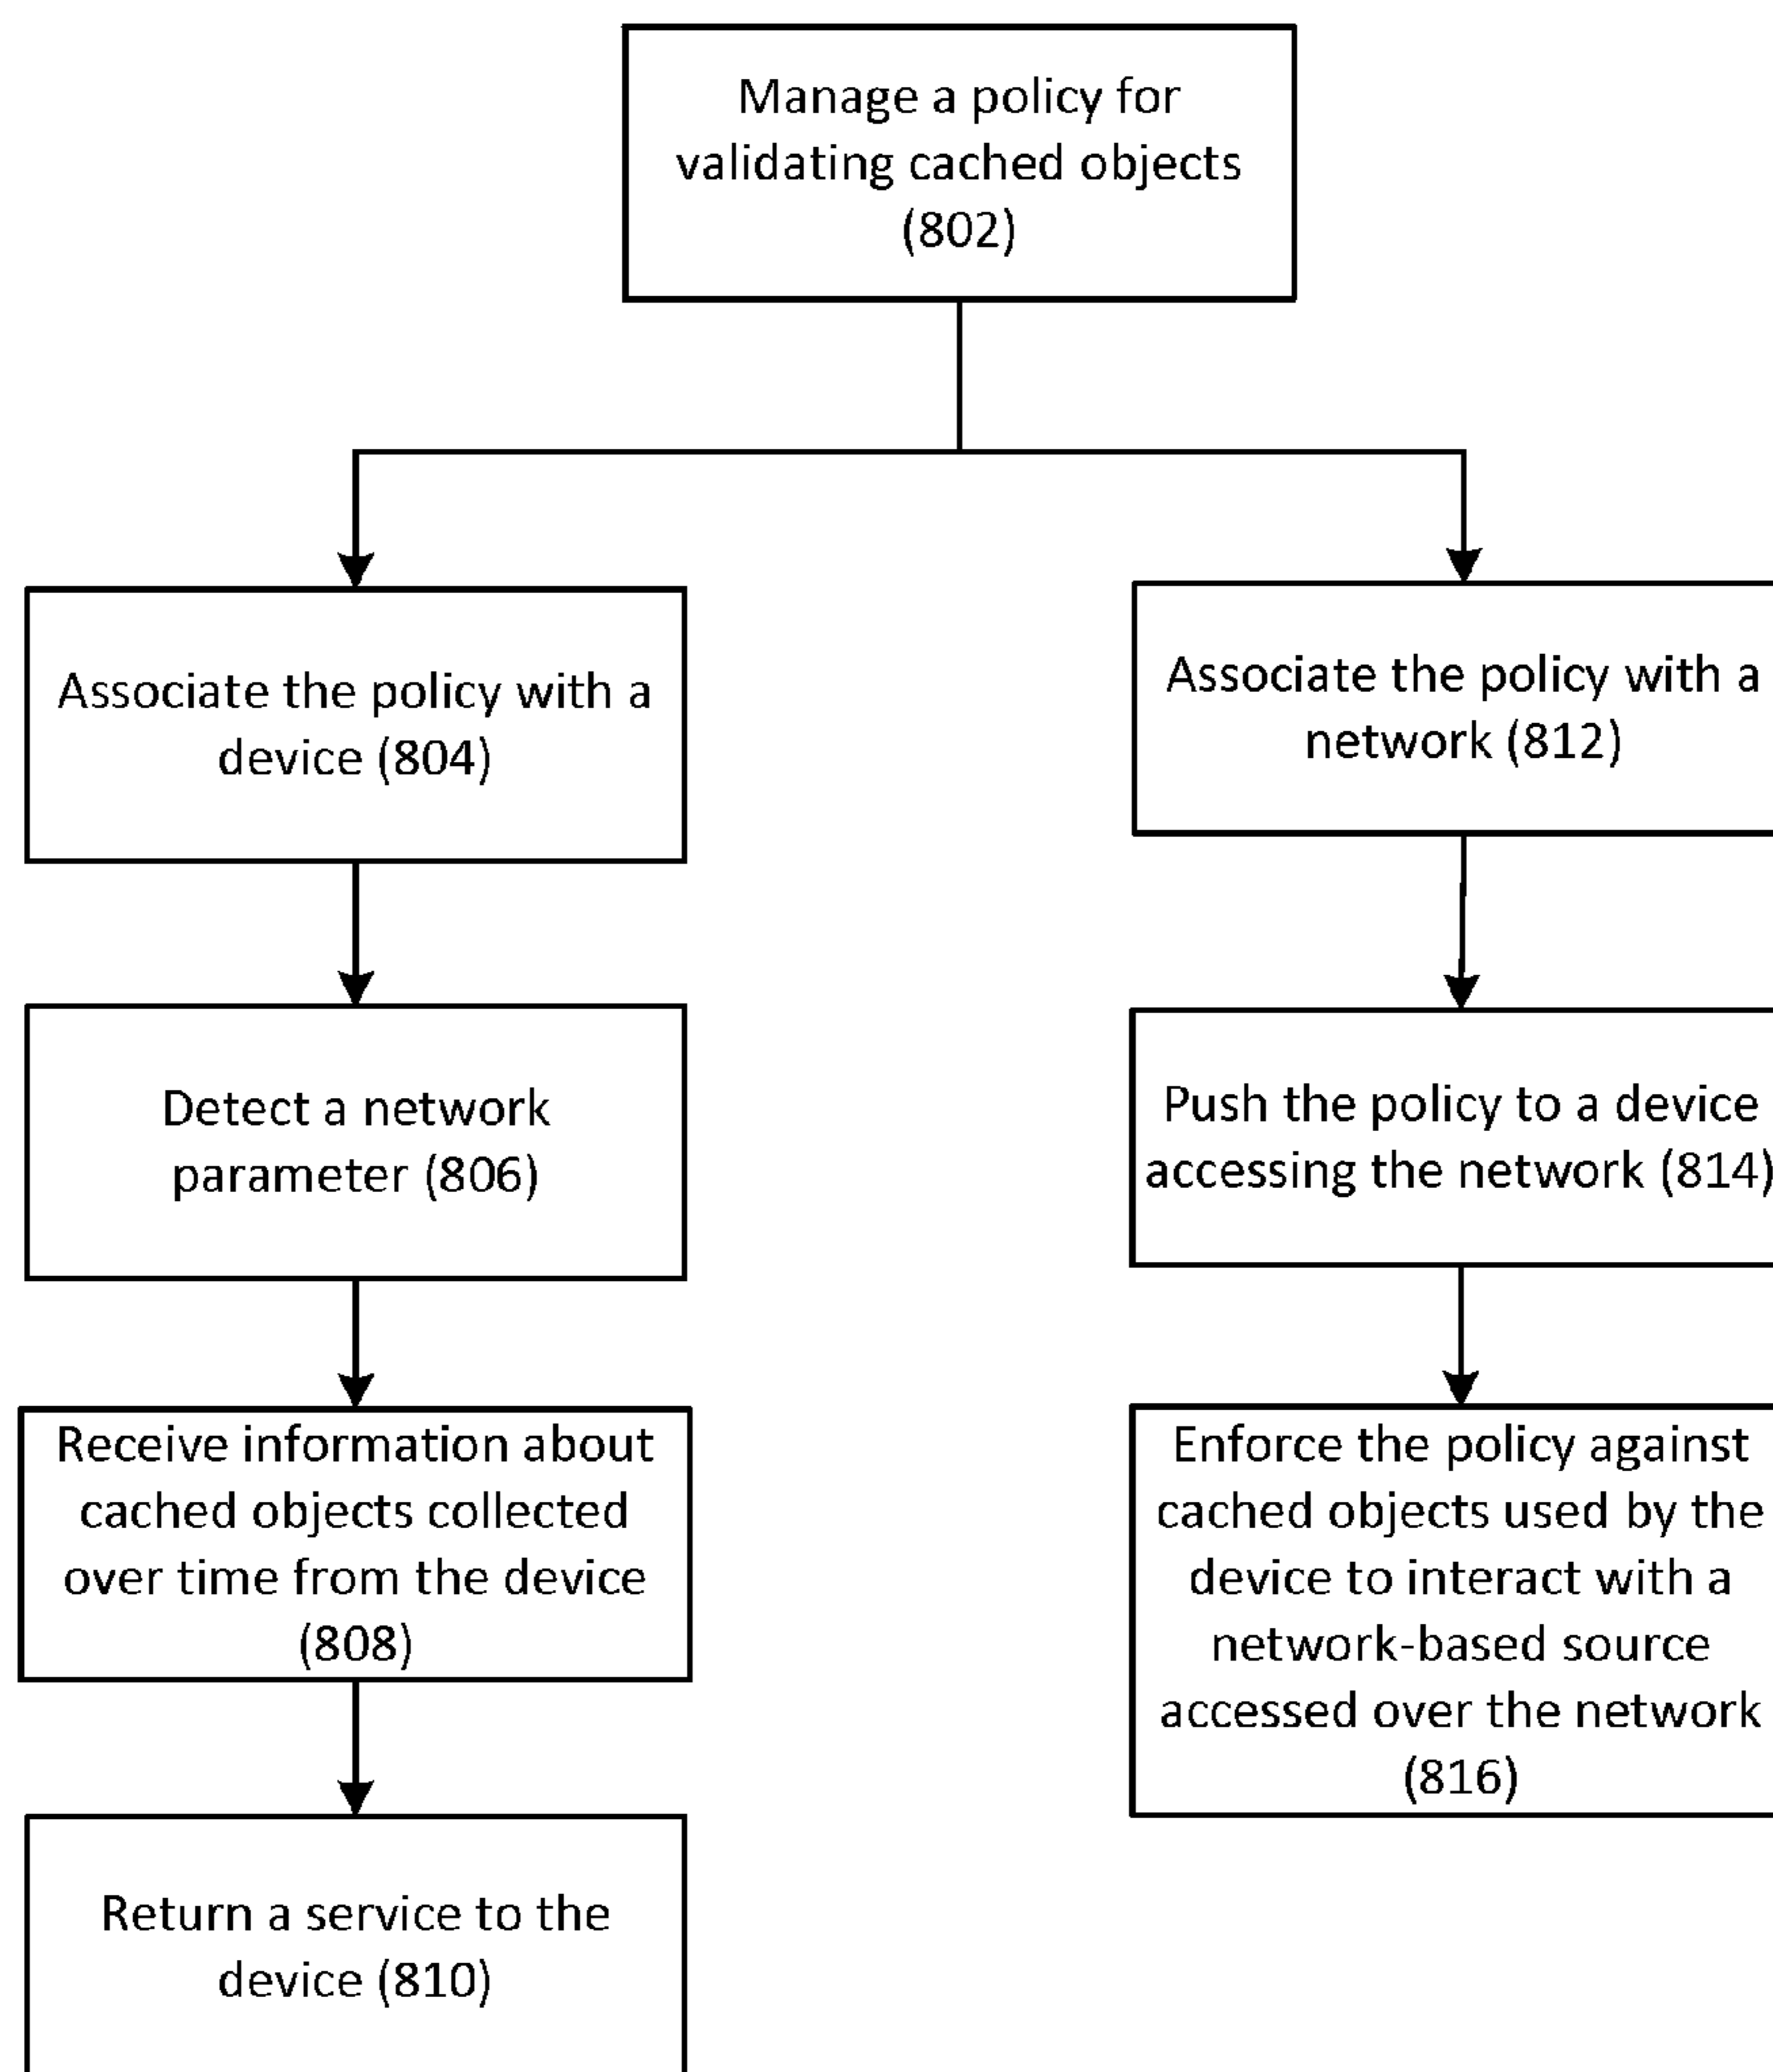 Manage a policy for
validating cached objects
(802)
Associate the policy with a
device (804)
Detect a network
parameter (806)
Receive information about
cached objects collected
over time from the device
(808)
Return a service to the
device (810)
Associate the policy with a
network (812)
Push the policy to a device
accessing the network (814)
Enforce the policy against
cached objects used by the
device to interact with a
network-based source
accessed over the network
(816)